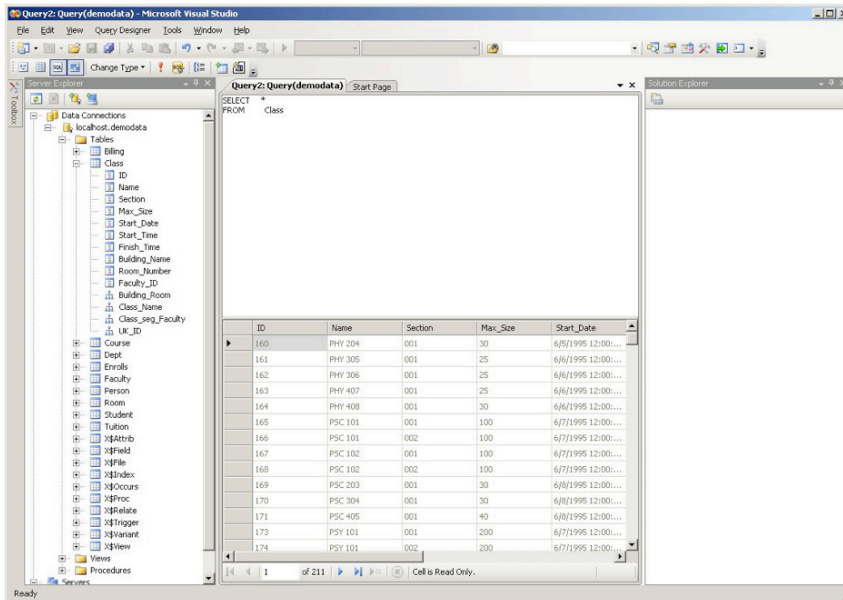 Query2: Query(demodata) - Microsoft Visual Studio
File Edit View Query Designer Tools Window Help
Change Type
Server Explorer
Toolbox
Data Connections
localhost.demodata
Tables
Billing
Class
ID
Name
Section
Max_Size
Start_Date
Start_Time
Finish_Time
Building_Name
Room_Number
Faculty_ID
Building_Room
Class_Name
Class_seg_Faculty
UK_ID
Course
Dept
Enrolls
Faculty
Person
Room
Student
Tuition
X$Attrib
X$Field
X$File
X$Index
X$Occurs
X$Proc
X$Relate
X$Trigger
X$Variant
X$View
Views
Procedures
Servers
Query2: Query(demodata) Start Page
SELECT *
FROM Class
ID Name Section Max_Size Start_Date
160 PHY 204 001 30 6/5/1995 12:00:...
161 PHY 305 001 25 6/6/1995 12:00:...
162 PHY 306 001 25 6/6/1995 12:00:...
163 PHY 407 001 25 6/6/1995 12:00:...
164 PHY 408 001 30 6/6/1995 12:00:...
165 PSC 101 001 100 6/7/1995 12:00:...
166 PSC 101 002 100 6/7/1995 12:00:...
167 PSC 102 001 100 6/7/1995 12:00:...
168 PSC 102 002 100 6/7/1995 12:00:...
169 PSC 203 001 30 6/8/1995 12:00:...
170 PSC 304 001 30 6/8/1995 12:00:...
171 PSC 405 001 40 6/8/1995 12:00:...
173 PSY 101 001 200 6/7/1995 12:00:...
174 PSY 101 002 200 6/7/1995 12:00:...
1 of 211 Cell is Read Only.
Solution Explorer
Ready